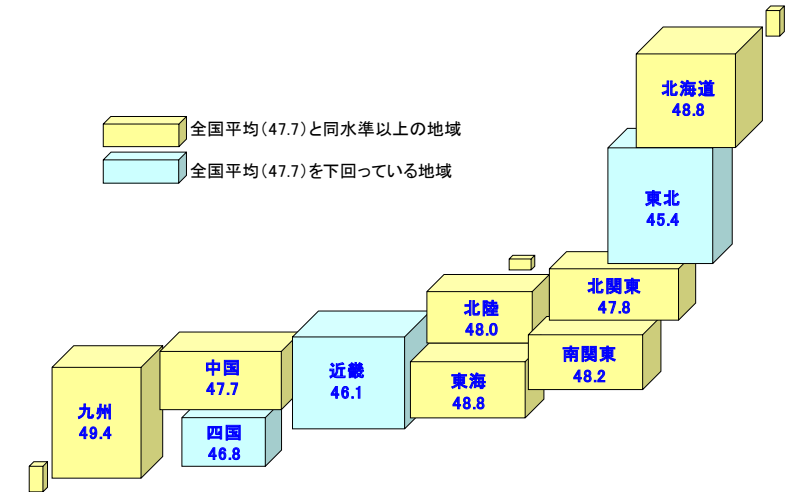 全国平均(47.7)と同水準以上の地域
全国平均(47.7)を下回っている地域
北海道
48.8
東北
45.4
北関東
47.8
北陸
48.0
南関東
48.2
東海
48.8
近畿
46.1
中国
47.7
四国
46.8
九州
49.4